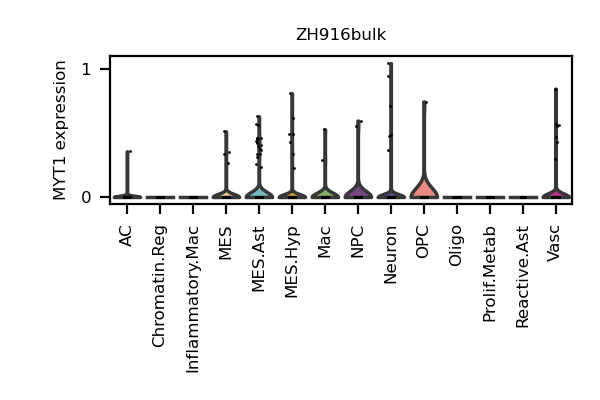 ZH916bulk
MYT1 expression
1
0
AC
Chromatin.Reg
Inflammatory.Mac
MES
MES.Ast
MES.Hyp
Mac
NPC
Neuron
OPC
Oligo
Prolif.Metab
Reactive.Ast
Vasc